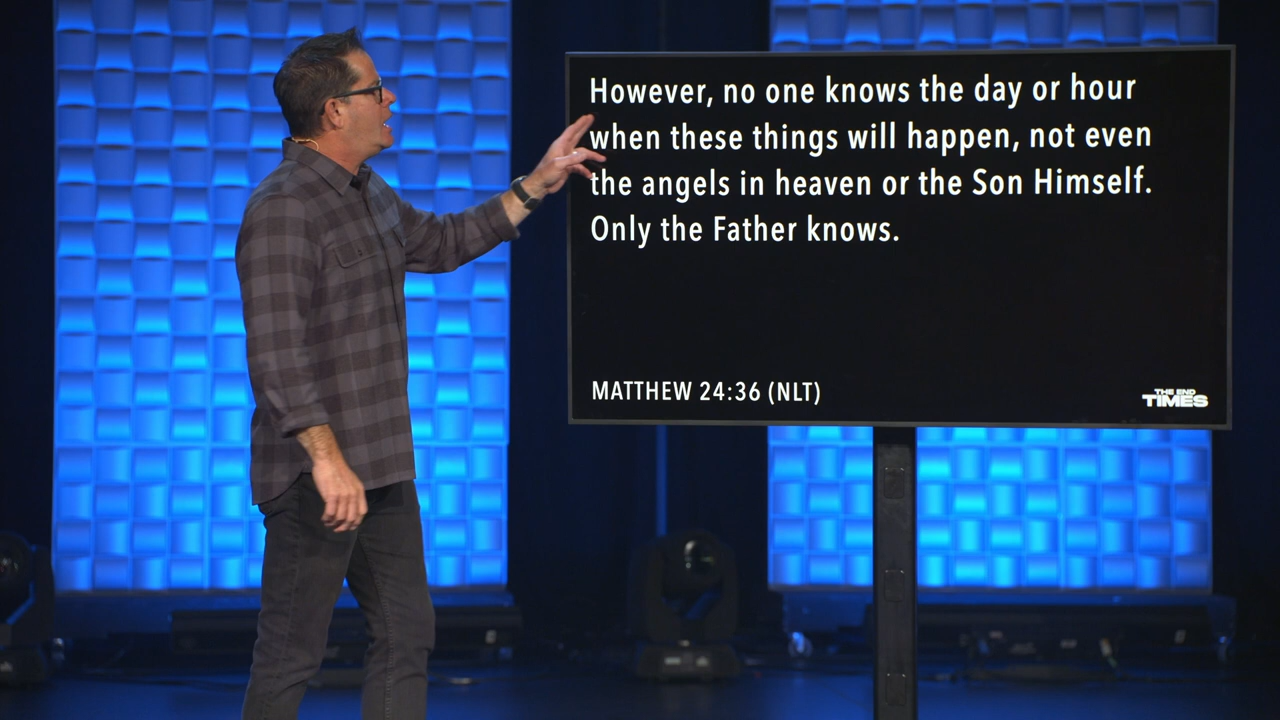 However, no one knows the day or hour
when these things will happen, not even
the angels in heaven or the Son Himself.
Only the Father knows.
MATTHEW 24:36 (NLT)
THE END
TIMES